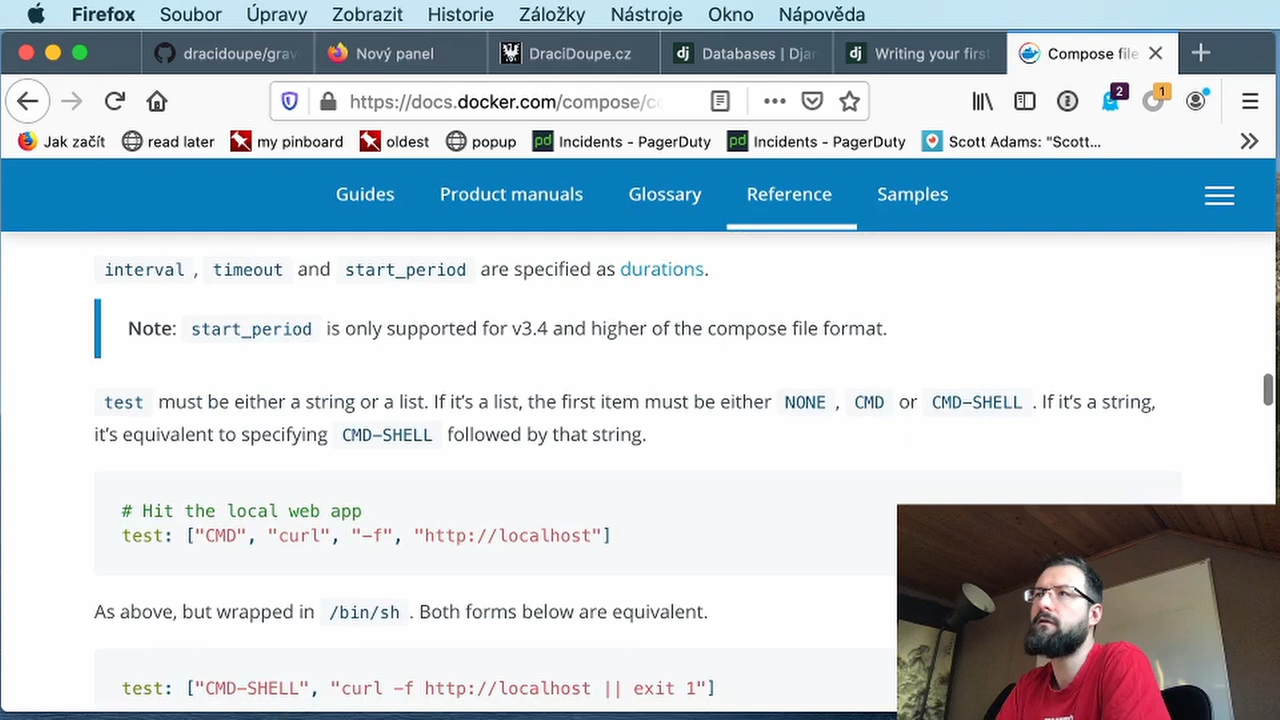 Firefox Soubor Úpravy Zobrazit Historie Záložky Nástroje Okno Nápověda
dracidoupe/grav Nový panel DraciDoupe.cz dj Databases | Djan dj Writing your first Compose file
https://docs.docker.com/compose/co 2 1
Jak začít read later my pinboard oldest popup pd Incidents - PagerDuty pd Incidents - PagerDuty Scott Adams: "Scott...
Guides Product manuals Glossary Reference Samples
interval , timeout and start_period are specified as durations.
Note: start_period is only supported for v3.4 and higher of the compose file format.
test must be either a string or a list. If it’s a list, the first item must be either NONE , CMD or CMD-SHELL . If it’s a string,
it’s equivalent to specifying CMD-SHELL followed by that string.
# Hit the local web app
test: ["CMD", "curl", "-f", "http://localhost"]
As above, but wrapped in /bin/sh . Both forms below are equivalent.
test: ["CMD-SHELL", "curl -f http://localhost || exit 1"]